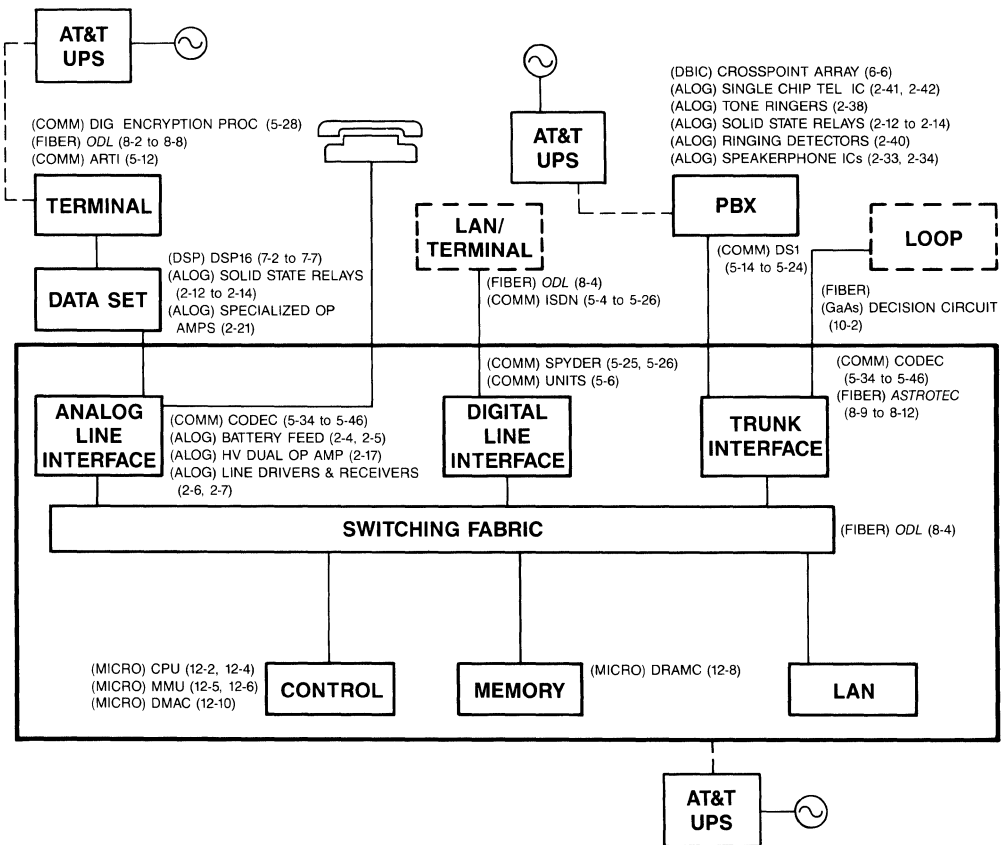 AT&T
UPS
(COMM) DIG ENCRYPTION PROC (5-28)
(FIBER) ODL (8-2 to 8-8)
(COMM) ARTI (5-12)
TERMINAL
(DSP) DSP16 (7-2 to 7-7)
(ALOG) SOLID STATE RELAYS
(2-12 to 2-14)
(ALOG) SPECIALIZED OP
AMPS (2-21)
DATA SET
AT&T
UPS
LAN/
TERMINAL
(FIBER) ODL (8-4)
(COMM) ISDN (5-4 to 5-26)
(DBIC) CROSSPOINT ARRAY (6-6)
(ALOG) SINGLE CHIP TEL IC (2-41, 2-42)
(ALOG) TONE RINGERS (2-38)
(ALOG) SOLID STATE RELAYS (2-12 to 2-14)
(ALOG) RINGING DETECTORS (2-40)
(ALOG) SPEAKERPHONE ICs (2-33, 2-34)
PBX
(COMM) DS1
(5-14 to 5-24)
LOOP
(FIBER)
(GaAs) DECISION CIRCUIT
(10-2)
ANALOG
LINE
INTERFACE
(COMM) CODEC (5-34 to 5-46)
(ALOG) BATTERY FEED (2-4, 2-5)
(ALOG) HV DUAL OP AMP (2-17)
(ALOG) LINE DRIVERS & RECEIVERS
(2-6, 2-7)
(COMM) SPYDER (5-25, 5-26)
(COMM) UNITS (5-6)
DIGITAL
LINE
INTERFACE
(COMM) CODEC
(5-34 to 5-46)
(FIBER) ASTROTEC
(8-9 to 8-12)
TRUNK
INTERFACE
SWITCHING FABRIC
(FIBER) ODL (8-4)
(MICRO) CPU (12-2, 12-4)
(MICRO) MMU (12-5, 12-6)
(MICRO) DMAC (12-10)
CONTROL
MEMORY
(MICRO) DRAMC (12-8)
LAN
AT&T
UPS